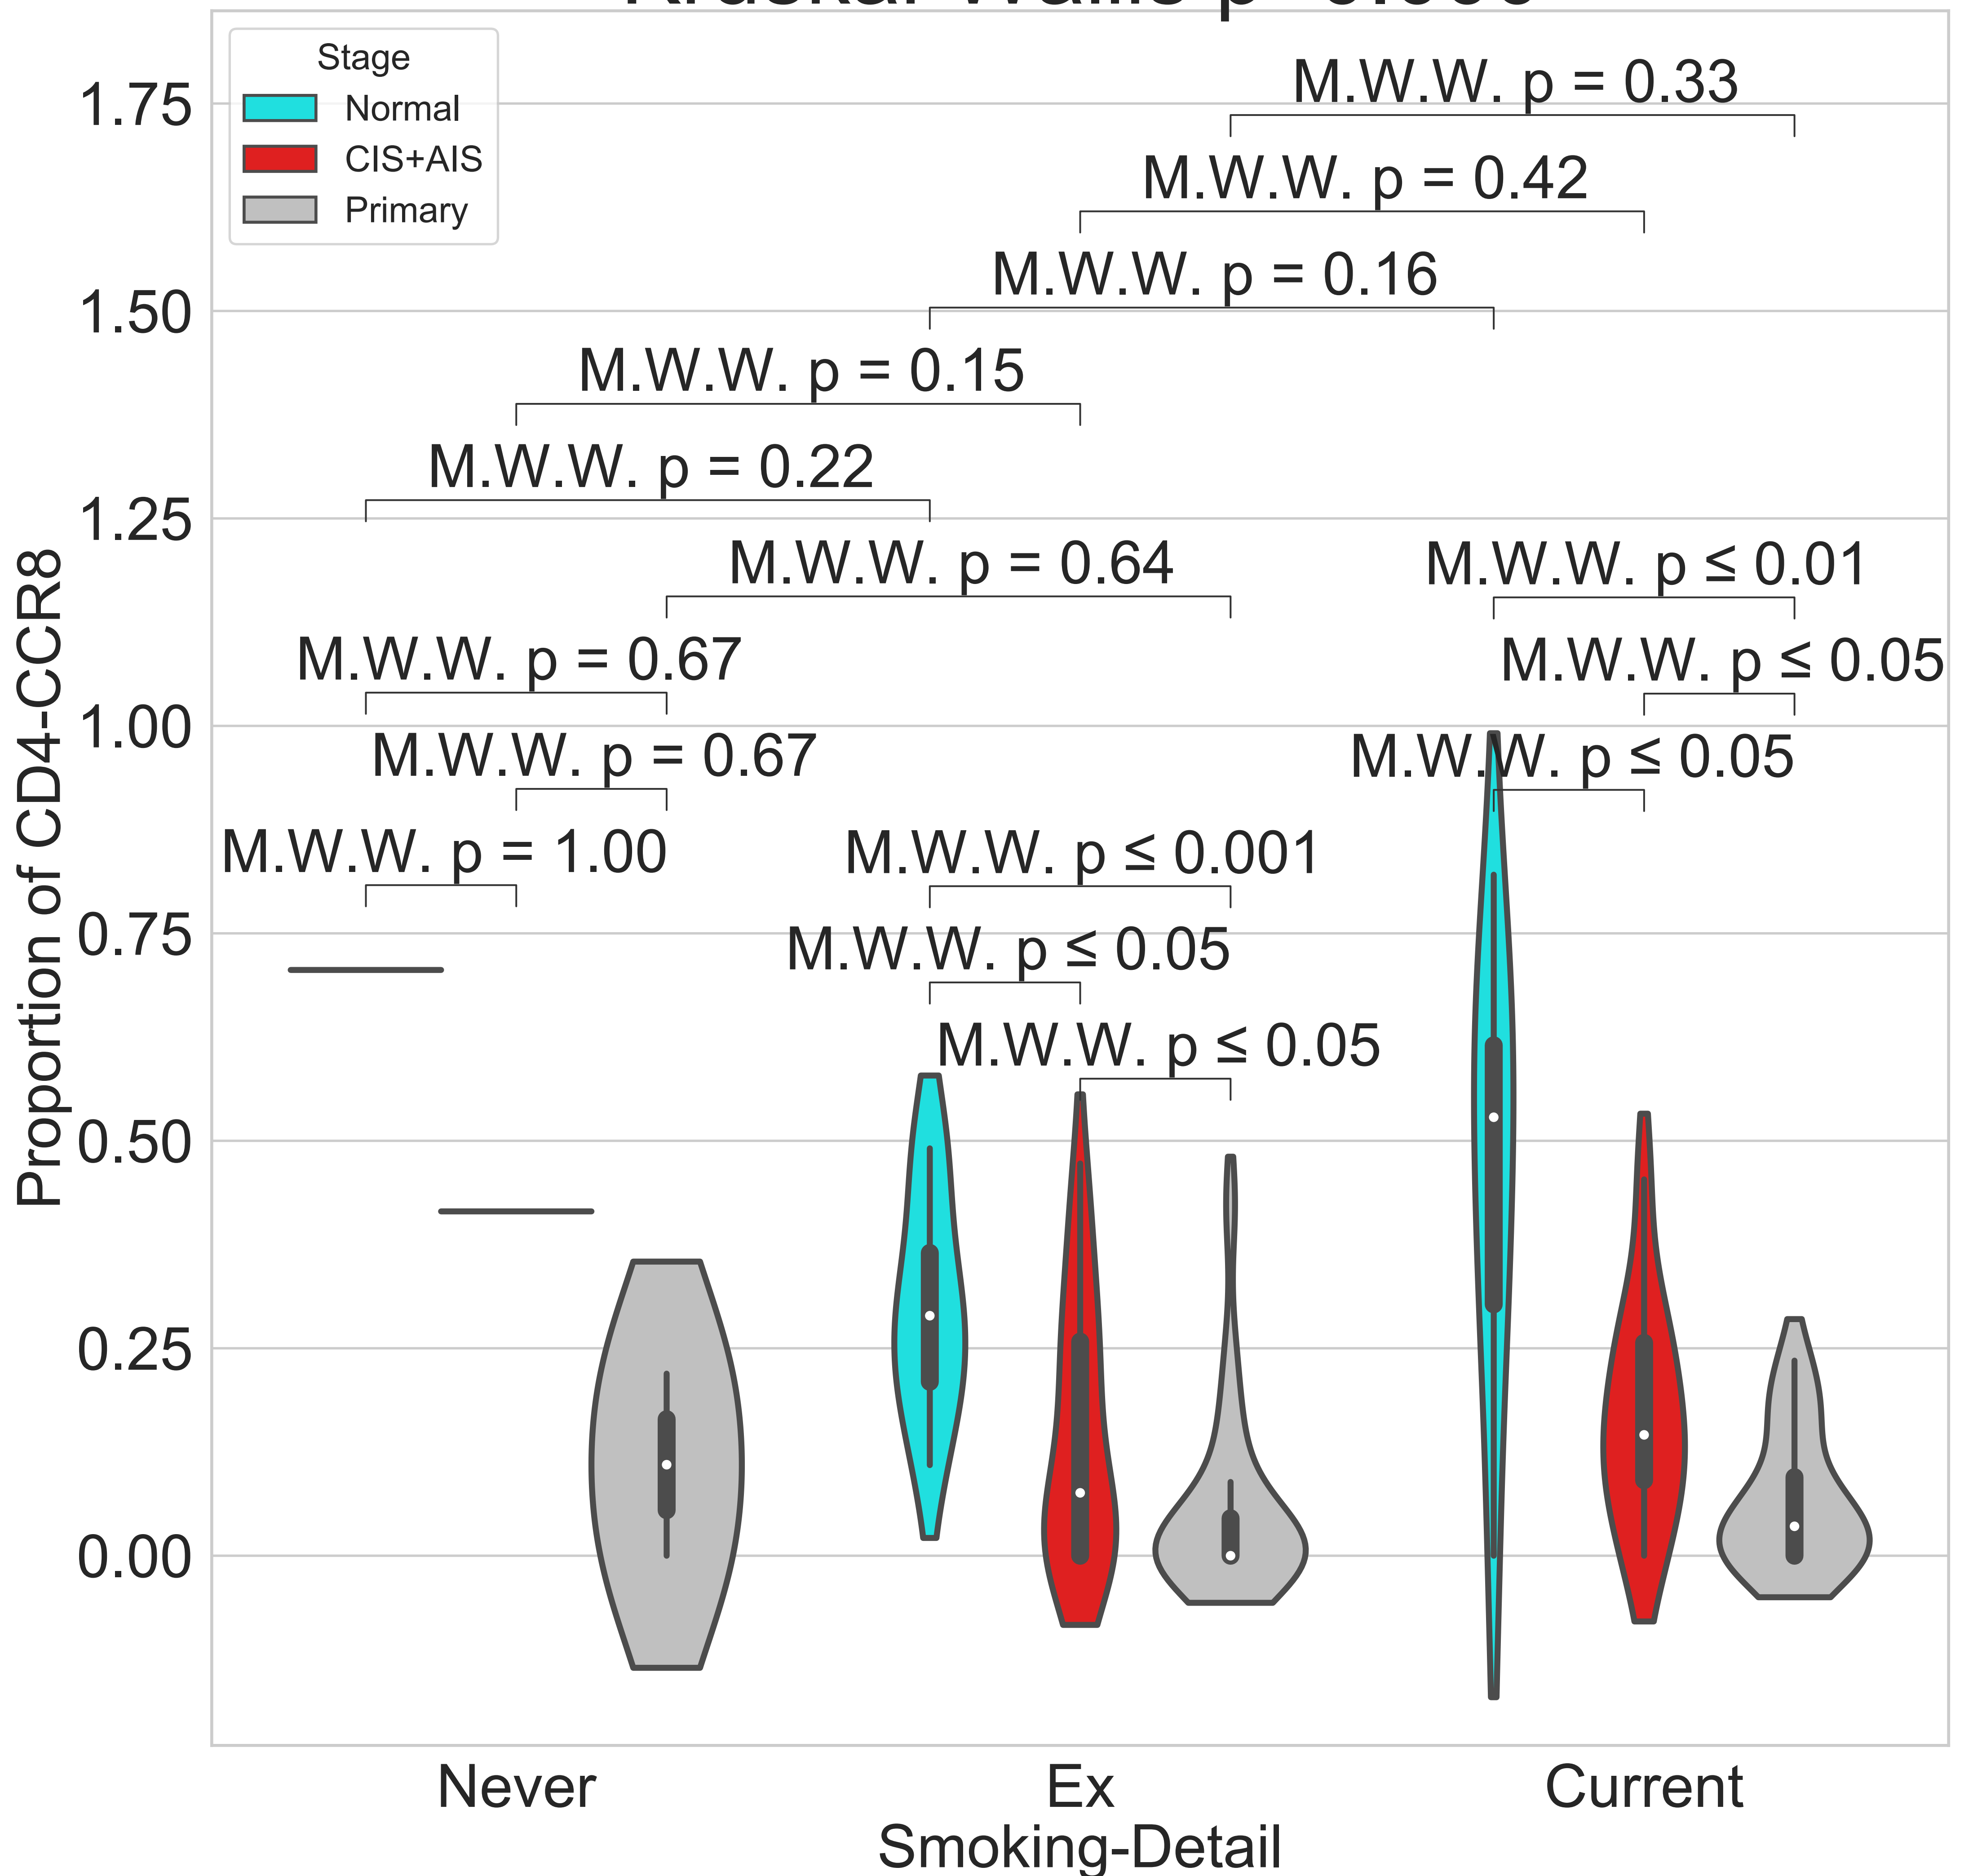 Stage
Normal
CIS+AIS
Primary
M.W.W. p = 0.33
M.W.W. p = 0.42
M.W.W. p = 0.16
M.W.W. p = 0.15
M.W.W. p = 0.22
M.W.W. p = 0.64
M.W.W. p ≤ 0.01
M.W.W. p = 0.67
M.W.W. p ≤ 0.05
M.W.W. p = 0.67
M.W.W. p ≤ 0.05
M.W.W. p = 1.00
M.W.W. p ≤ 0.001
M.W.W. p ≤ 0.05
M.W.W. p ≤ 0.05
Proportion of CD4-CCR8
1.75
1.50
1.25
1.00
0.75
0.50
0.25
0.00
Never
Ex
Current
Smoking-Detail